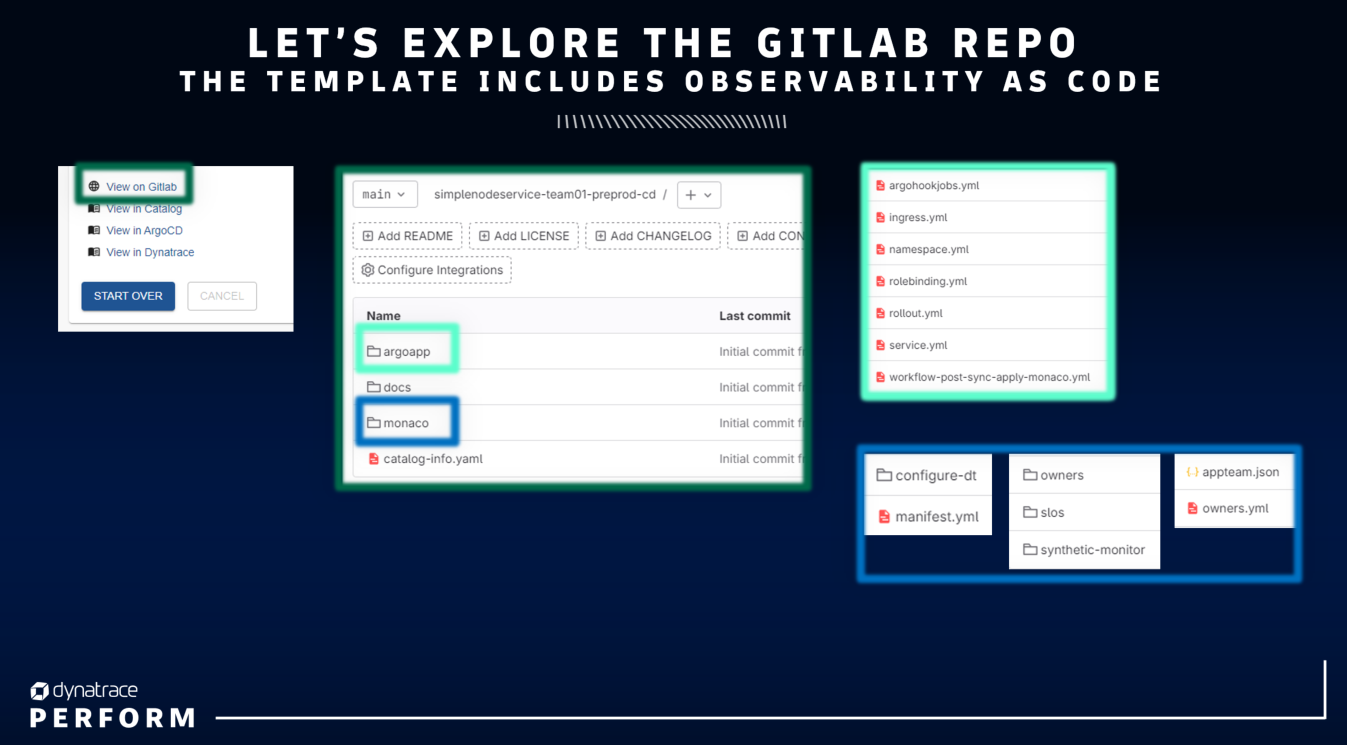 LET'S EXPLORE THE GITLAB REPO
THE TEMPLATE INCLUDES OBSERVABILITY AS CODE
View on Gitlab
View in Catalog
View in ArgoCD
View in Dynatrace
START OVER CANCEL
main simplenodeservice-team01-preprod-cd / +
Add README Add LICENSE Add CHANGELOG Add CON
Configure Integrations
Name Last commit
argoapp Initial commit f
docs Initial commit f
monaco Initial commit f
catalog-info.yaml Initial commit f
argohookjobs.yml
ingress.yml
namespace.yml
rolebinding.yml
rollout.yml
service.yml
workflow-post-sync-apply-monaco.yml
configure-dt
manifest.yml
owners
slos
synthetic-monitor
appteam.json
owners.yml
dynatrace
PERFORM